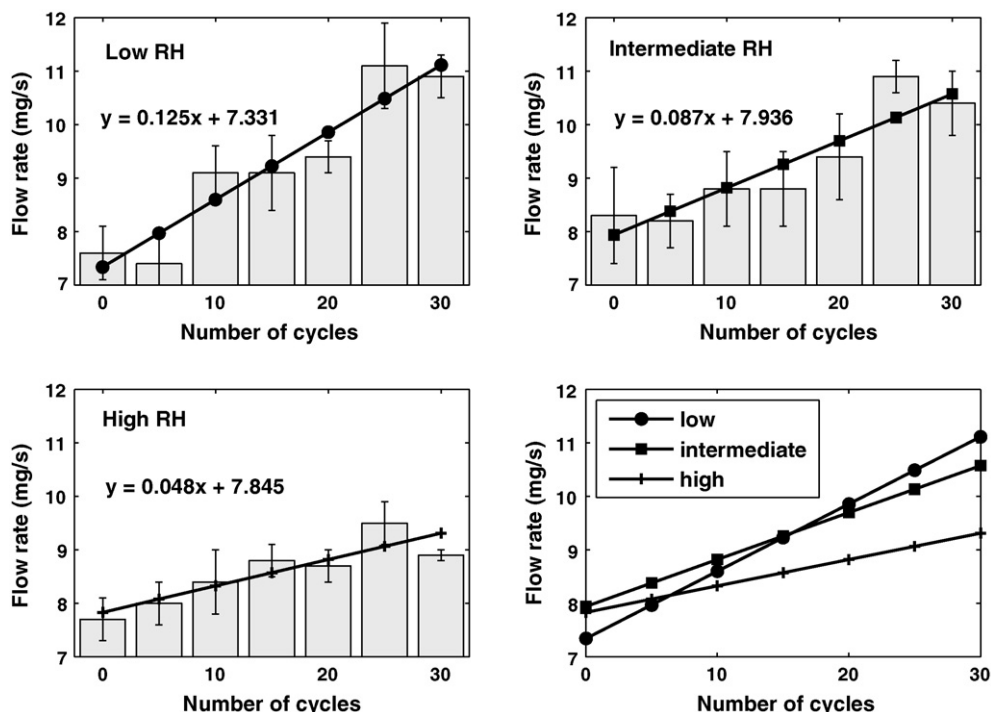 Low RH
y = 0.125x + 7.331
Flow rate (mg/s)
12
11
10
9
8
7
0 10 20 30
Number of cycles
Intermediate RH
y = 0.087x + 7.936
Flow rate (mg/s)
12
11
10
9
8
7
0 10 20 30
Number of cycles
High RH
y = 0.048x + 7.845
Flow rate (mg/s)
12
11
10
9
8
7
0 10 20 30
Number of cycles
low
intermediate
high
Flow rate (mg/s)
12
11
10
9
8
7
0 10 20 30
Number of cycles